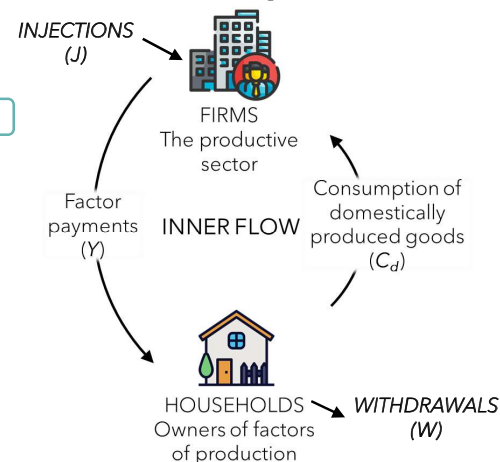 INJECTIONS
(J)
FIRMS
The productive
sector
Factor
payments
(Y)
INNER FLOW
Consumption of
domestically
produced goods
(Cd)
HOUSEHOLDS
Owners of factors
of production
WITHDRAWALS
(W)